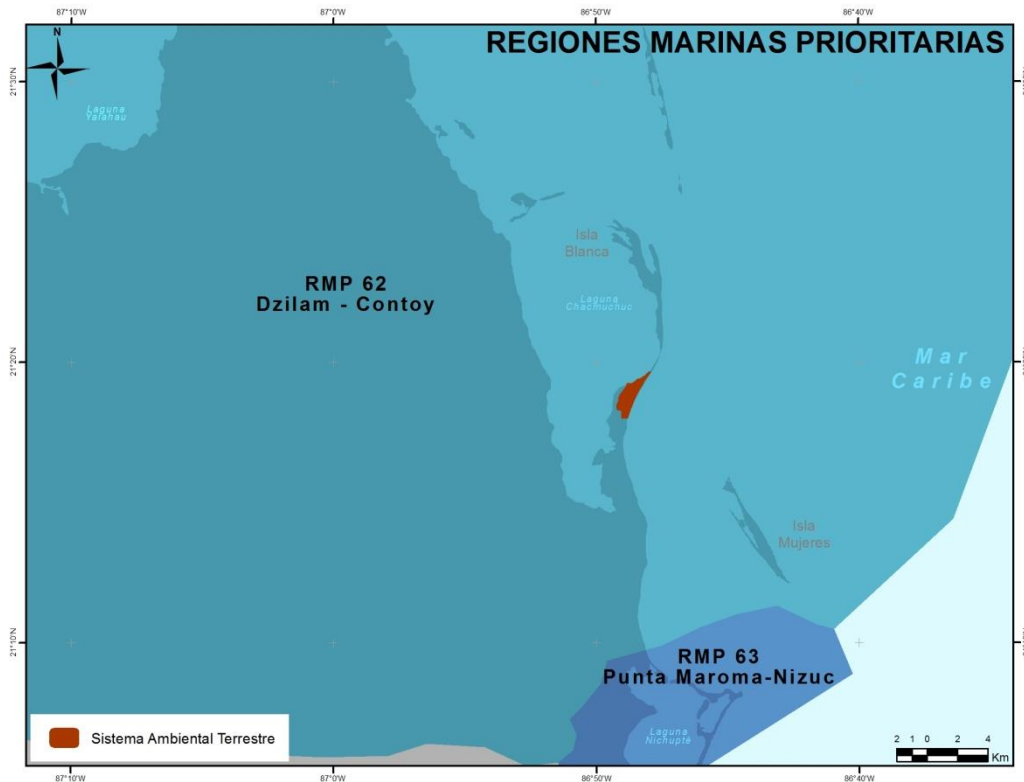 87°10'W 87°0'W 86°50'W 86°40'W
REGIONES MARINAS PRIORITARIAS
N
21°30'N
Laguna
Yalahau
Isla
Blanca
RMP 62
Dzilam - Contoy
Laguna
Chacmuchuc
21°20'N
Mar
Caribe
Isla
Mujeres
21°10'N
RMP 63
Punta Maroma-Nizuc
Laguna
Nichupté
Sistema Ambiental Terrestre
2 1 0 2 4
Km
87°10'W 87°0'W 86°50'W 86°40'W